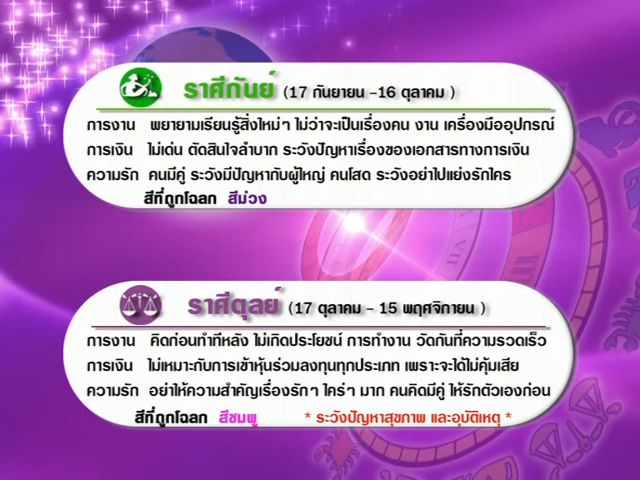 ราศีกันย์ (17 กันยายน -16 ตุลาคม )
การงาน พยายามเรียนรู้สิ่งใหม่ๆ ไม่ว่าจะเป็นเรื่องคน งาน เครื่องมืออุปกรณ์
การเงิน ไม่เด่น ตัดสินใจลำบาก ระวังปัญหาเรื่องของเอกสารทางการเงิน
ความรัก คนมีคู่ ระวังมีปัญหากับผู้ใหญ่ คนโสด ระวังอย่าไปแย่งรักใคร
สีที่ถูกโฉลก สีม่วง
ราศีตุลย์ (17 ตุลาคม - 15 พฤศจิกายน )
การงาน คิดก่อนทำทีหลัง ไม่เกิดประโยชน์ การทำงาน วัดกันที่ความรวดเร็ว
การเงิน ไม่เหมาะกับการเข้าหุ้นร่วมลงทุนทุกประเภท เพราะจะได้ไม่คุ้มเสีย
ความรัก อย่าให้ความสำคัญเรื่องรักๆ ใคร่ๆ มาก คนคิดมีคู่ ให้รักตัวเองก่อน
สีที่ถูกโฉลก สีชมพู * ระวังปัญหาสุขภาพ และอุบัติเหตุ *